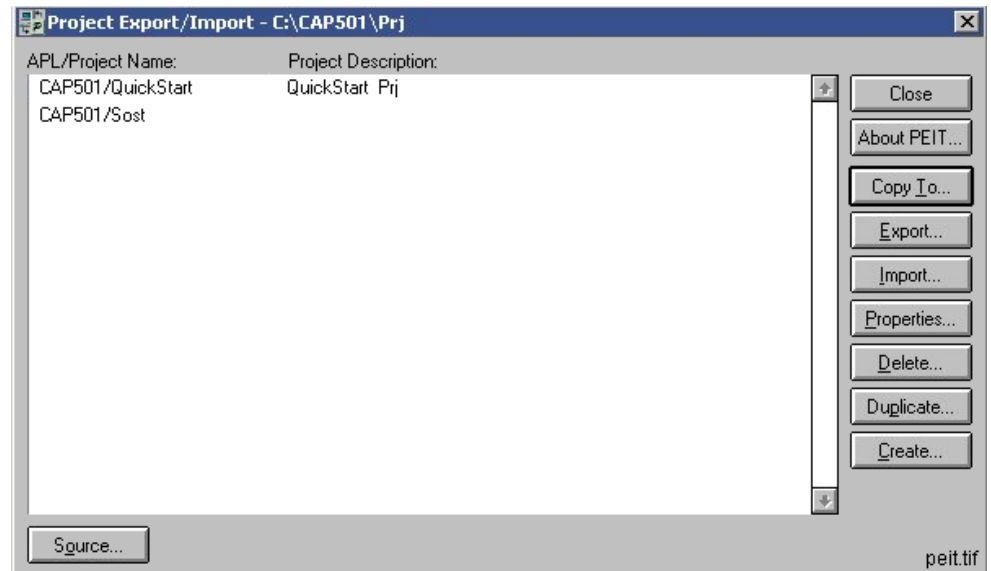 Project Export/Import - C:\CAP501\Prj
APL/Project Name: Project Description:
CAP501/QuickStart QuickStart Prj
CAP501/Sost
Close
About PEIT...
Copy To...
Export...
Import...
Properties...
Delete...
Duplicate...
Create...
Source...
peit.tif